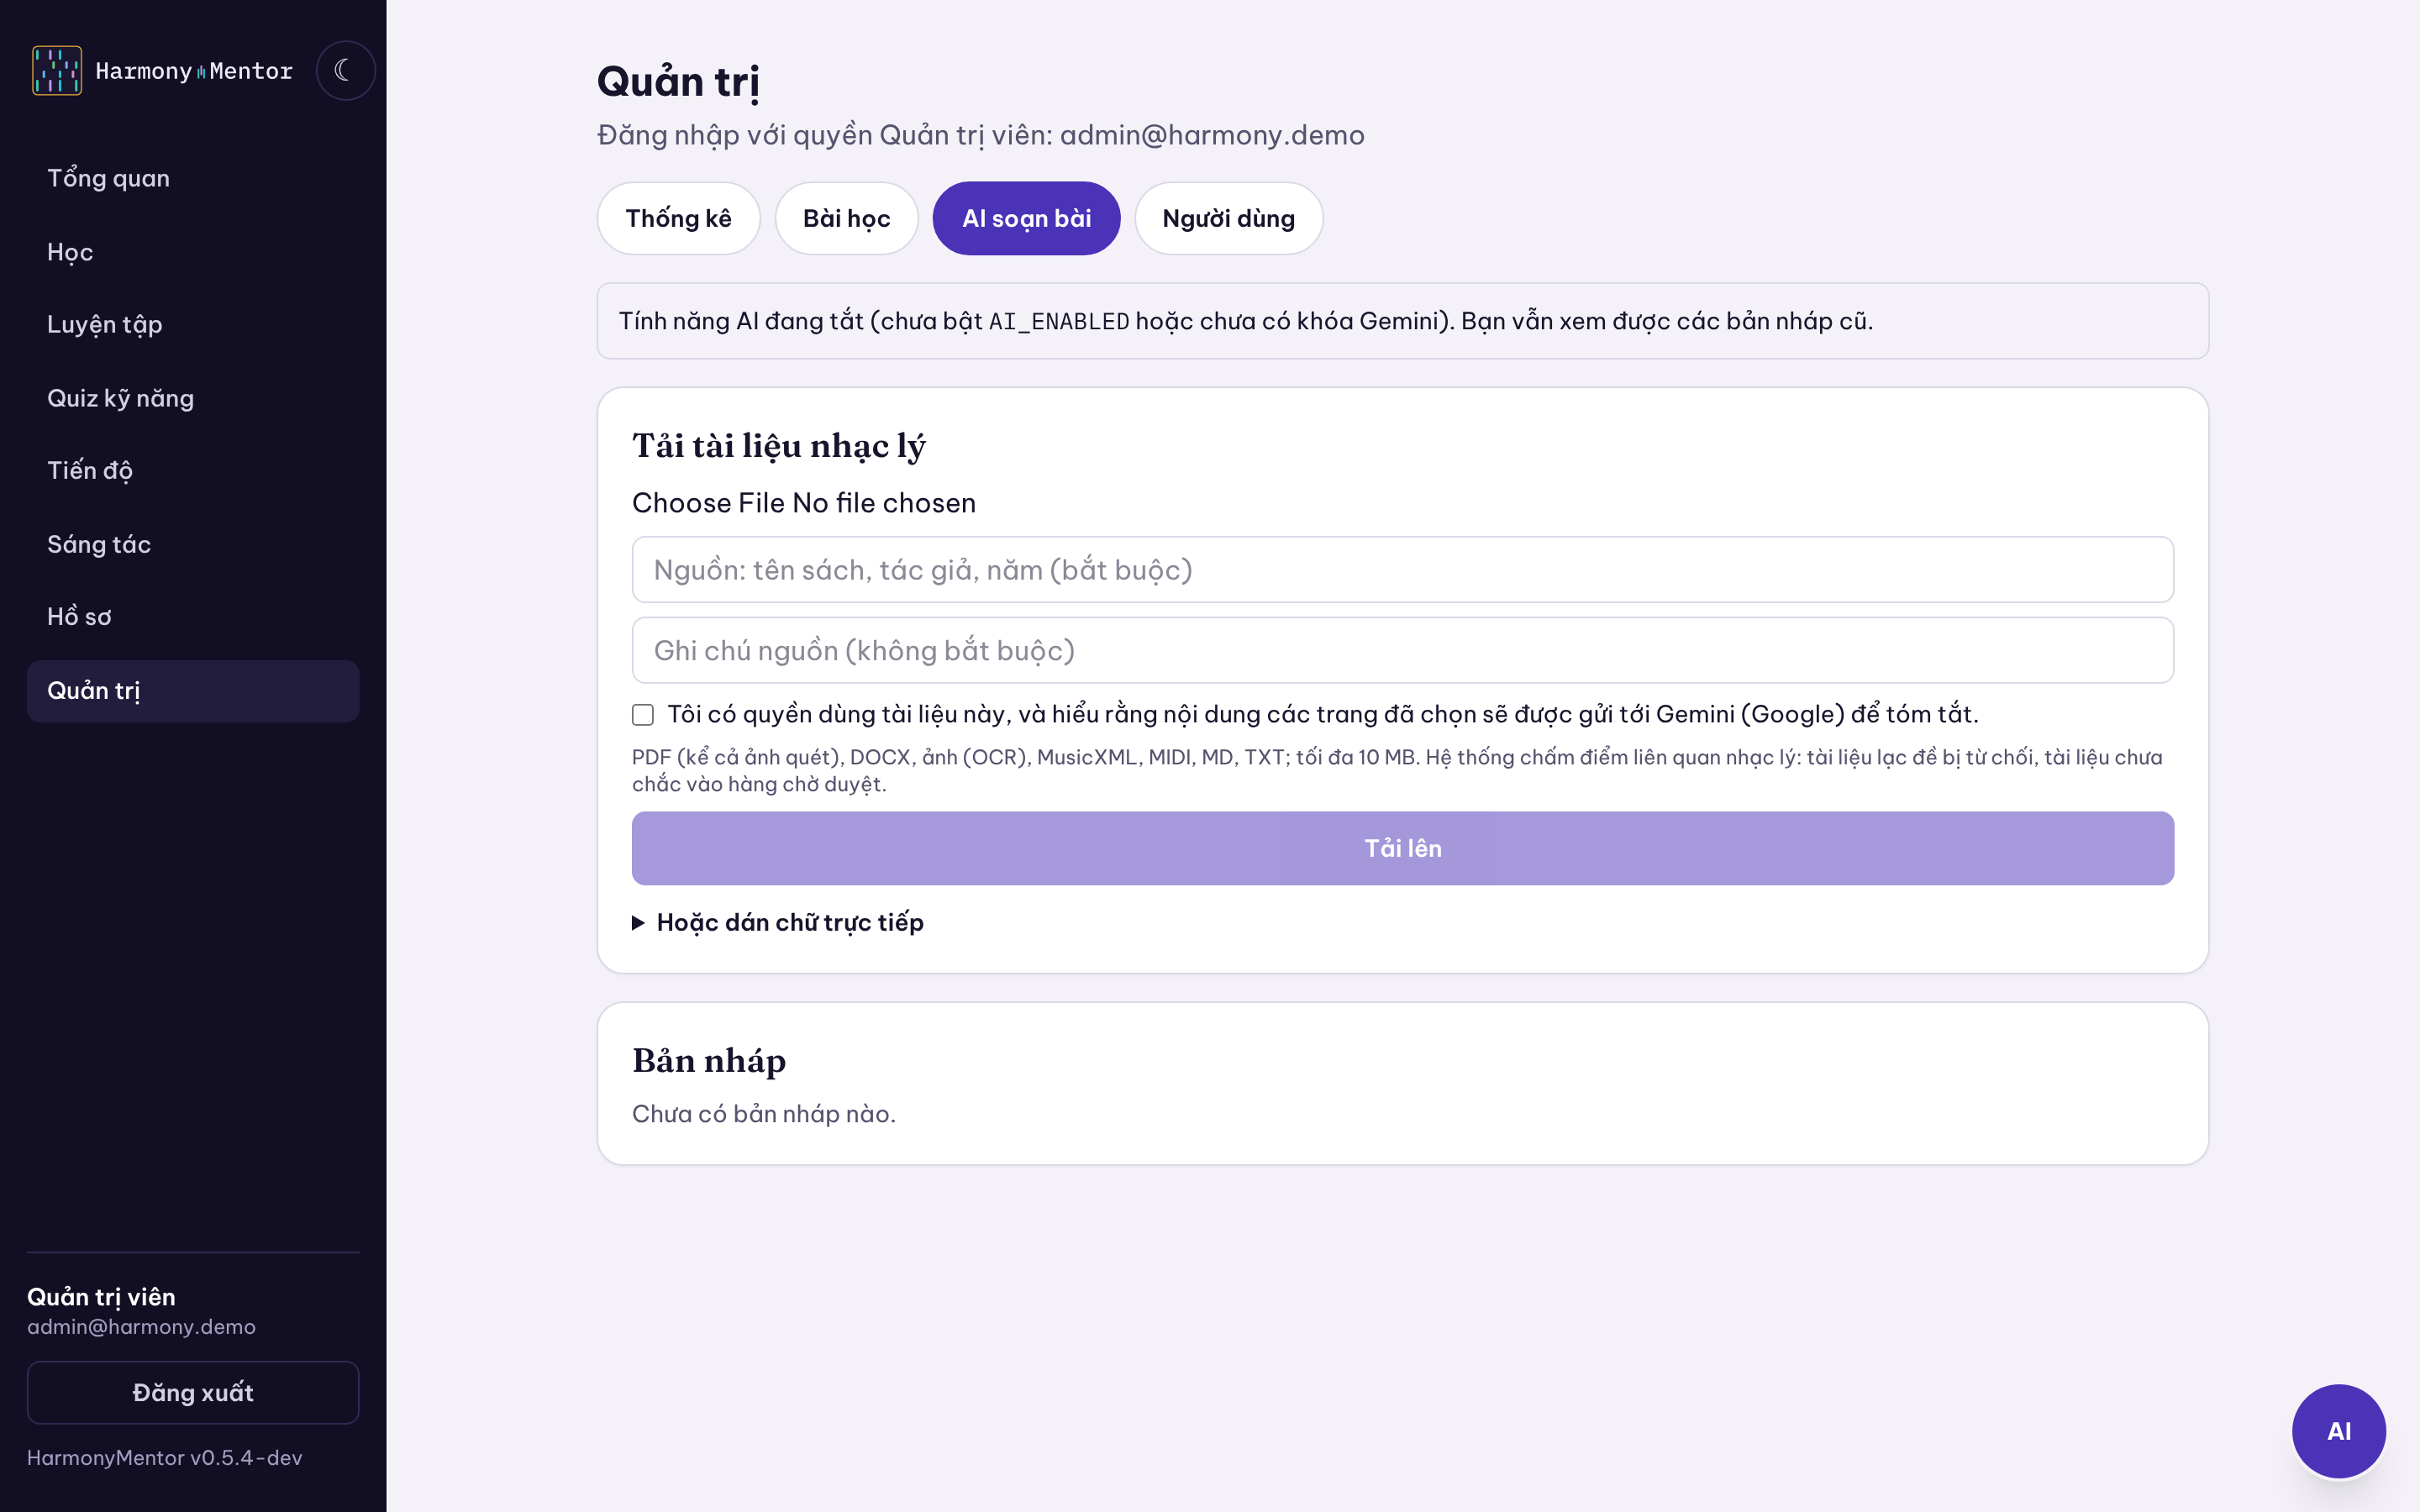 Harmony Mentor
Tổng quan
Học
Luyện tập
Quiz kỹ năng
Tiến độ
Sáng tác
Hồ sơ
Quản trị
Quản trị viên
admin@harmony.demo
Đăng xuất
HarmonyMentor v0.5.4-dev
Quản trị
Đăng nhập với quyền Quản trị viên: admin@harmony.demo
Thống kê
Bài học
AI soạn bài
Người dùng
Tính năng AI đang tắt (chưa bật AI_ENABLED hoặc chưa có khóa Gemini). Bạn vẫn xem được các bản nháp cũ.
Tải tài liệu nhạc lý
Choose File No file chosen
Nguồn: tên sách, tác giả, năm (bắt buộc)
Ghi chú nguồn (không bắt buộc)
Tôi có quyền dùng tài liệu này, và hiểu rằng nội dung các trang đã chọn sẽ được gửi tới Gemini (Google) để tóm tắt.
PDF (kể cả ảnh quét), DOCX, ảnh (OCR), MusicXML, MIDI, MD, TXT; tối đa 10 MB. Hệ thống chấm điểm liên quan nhạc lý: tài liệu lạc đề bị từ chối, tài liệu chưa
chắc vào hàng chờ duyệt.
Tải lên
Hoặc dán chữ trực tiếp
Bản nháp
Chưa có bản nháp nào.
AI